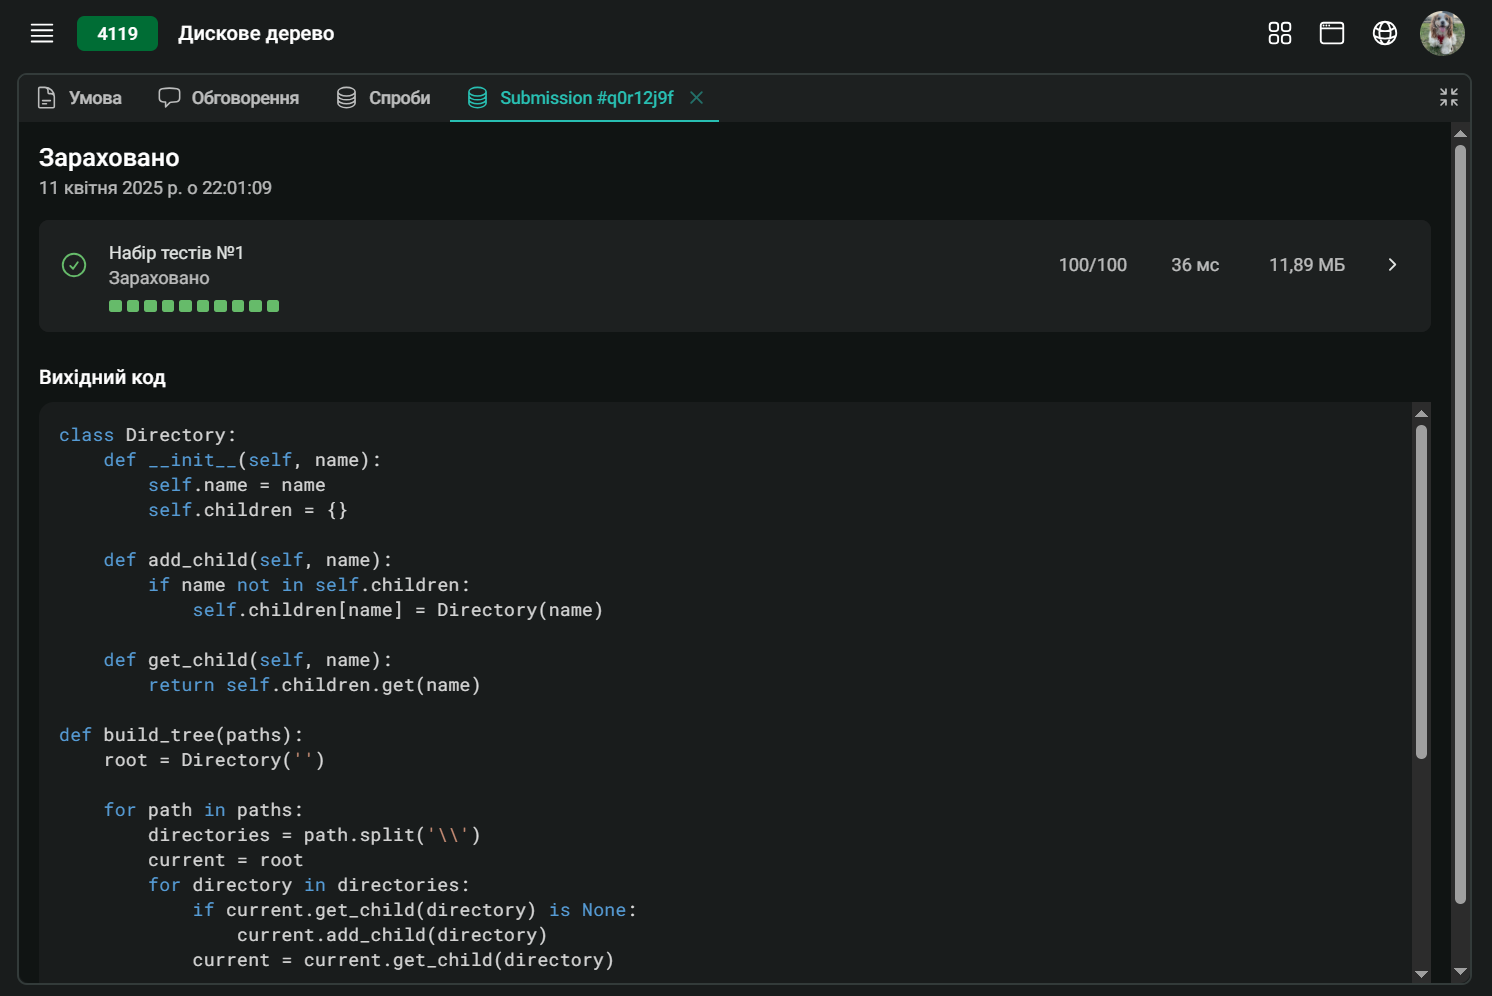 4119 Дискове дерево
Умова Обговорення Спроби Submission #q0r12j9f
Зараховано
11 квітня 2025 р. о 22:01:09
Набір тестів №1
Зараховано
100/100 36 мс 11,89 МБ
Вихідний код
class Directory:
    def __init__(self, name):
        self.name = name
        self.children = {}
    def add_child(self, name):
        if name not in self.children:
            self.children[name] = Directory(name)
    def get_child(self, name):
        return self.children.get(name)
def build_tree(paths):
    root = Directory('')
    for path in paths:
        directories = path.split('\\')
        current = root
        for directory in directories:
            if current.get_child(directory) is None:
                current.add_child(directory)
            current = current.get_child(directory)